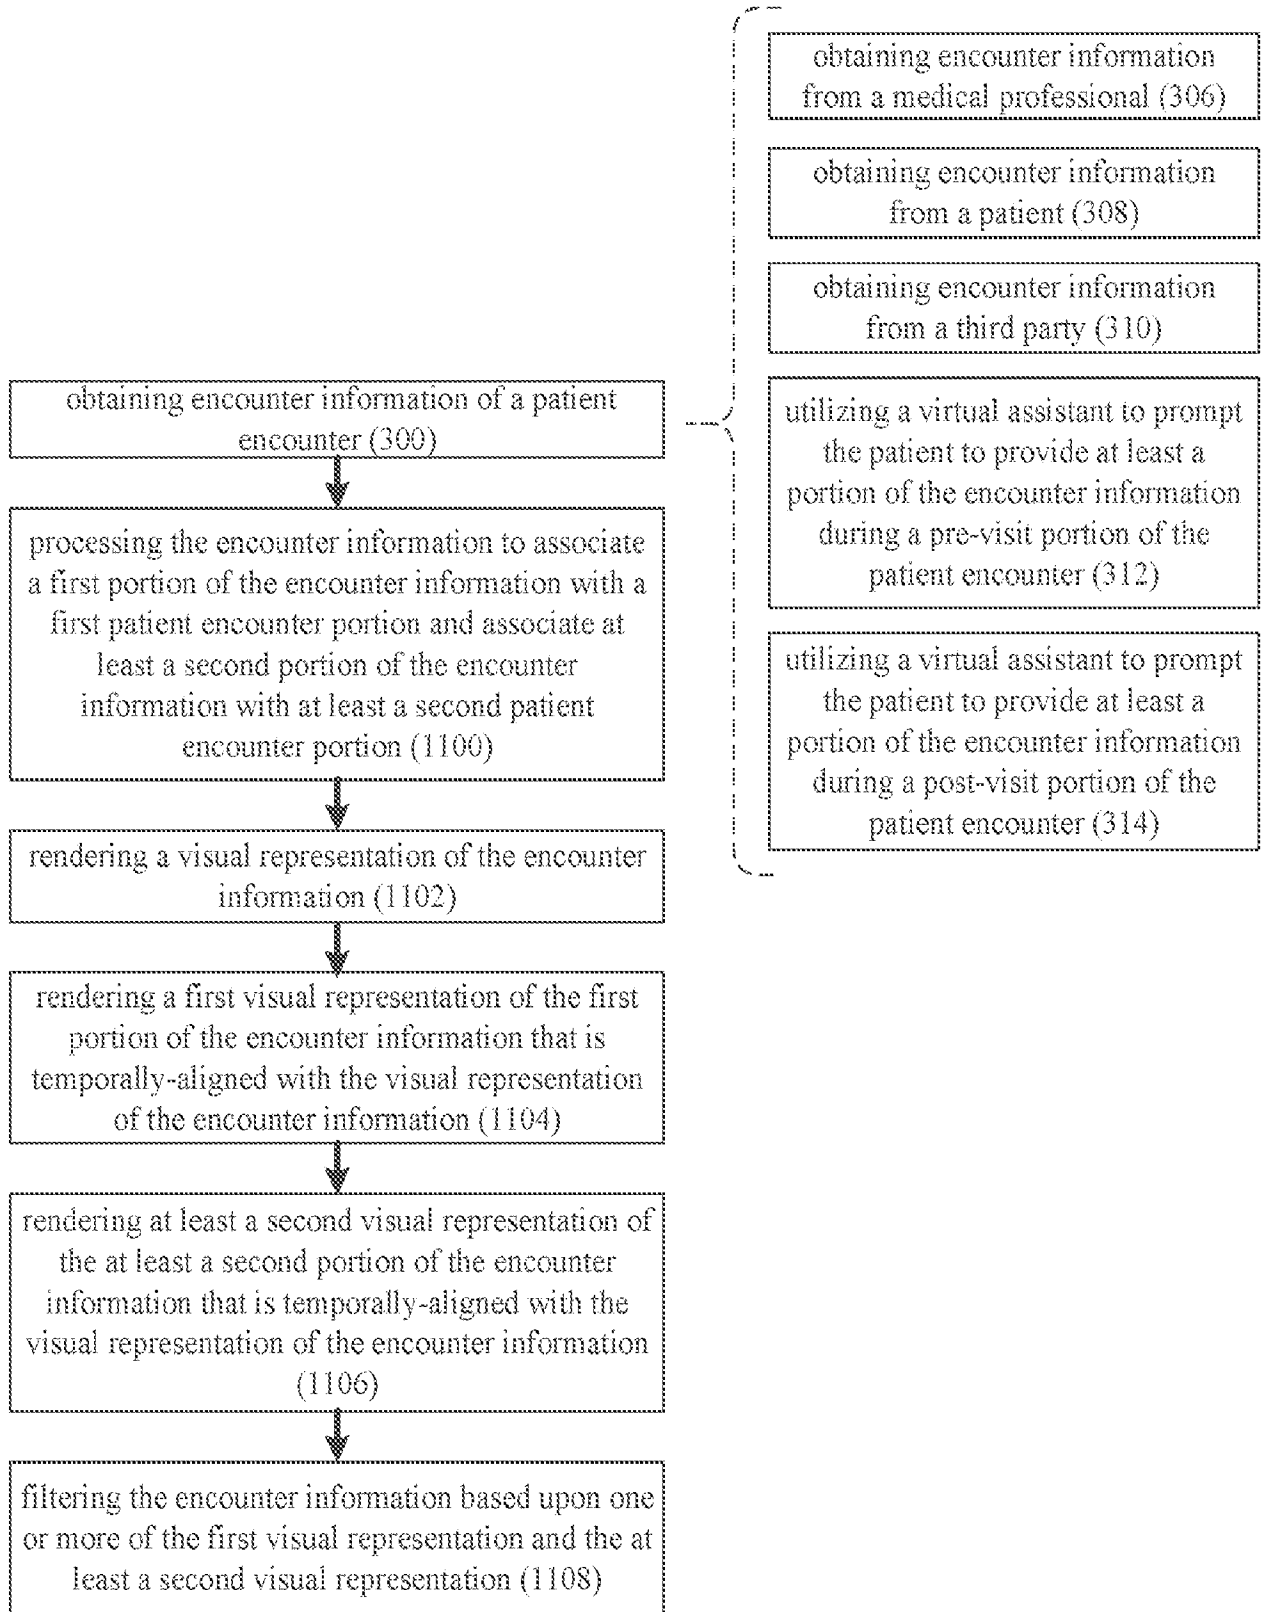 obtaining encounter information
from a medical professional (306)
obtaining encounter information
from a patient (308)
obtaining encounter information
from a third party (310)
utilizing a virtual assistant to prompt
the patient to provide at least a
portion of the encounter information
during a pre-visit portion of the
patient encounter (312)
utilizing a virtual assistant to prompt
the patient to provide at least a
portion of the encounter information
during a post-visit portion of the
patient encounter (314)
obtaining encounter information of a patient
encounter (300)
processing the encounter information to associate
a first portion of the encounter information with a
first patient encounter portion and associate at
least a second portion of the encounter
information with at least a second patient
encounter portion (1100)
rendering a visual representation of the encounter
information (1102)
rendering a first visual representation of the first
portion of the encounter information that is
temporally-aligned with the visual representation
of the encounter information (1104)
rendering at least a second visual representation of
the at least a second portion of the encounter
information that is temporally-aligned with the
visual representation of the encounter information
(1106)
filtering the encounter information based upon one
or more of the first visual representation and the at
least a second visual representation (1108)